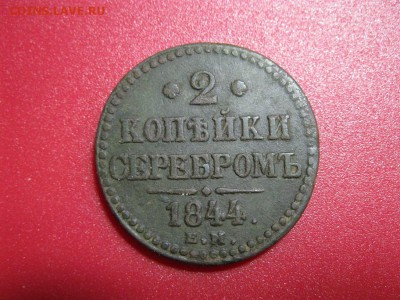 COINS.LAVE.RU
• 2 •
КОПѢЙКИ
СЕРЕБРОМЪ
1844.
Е.М.